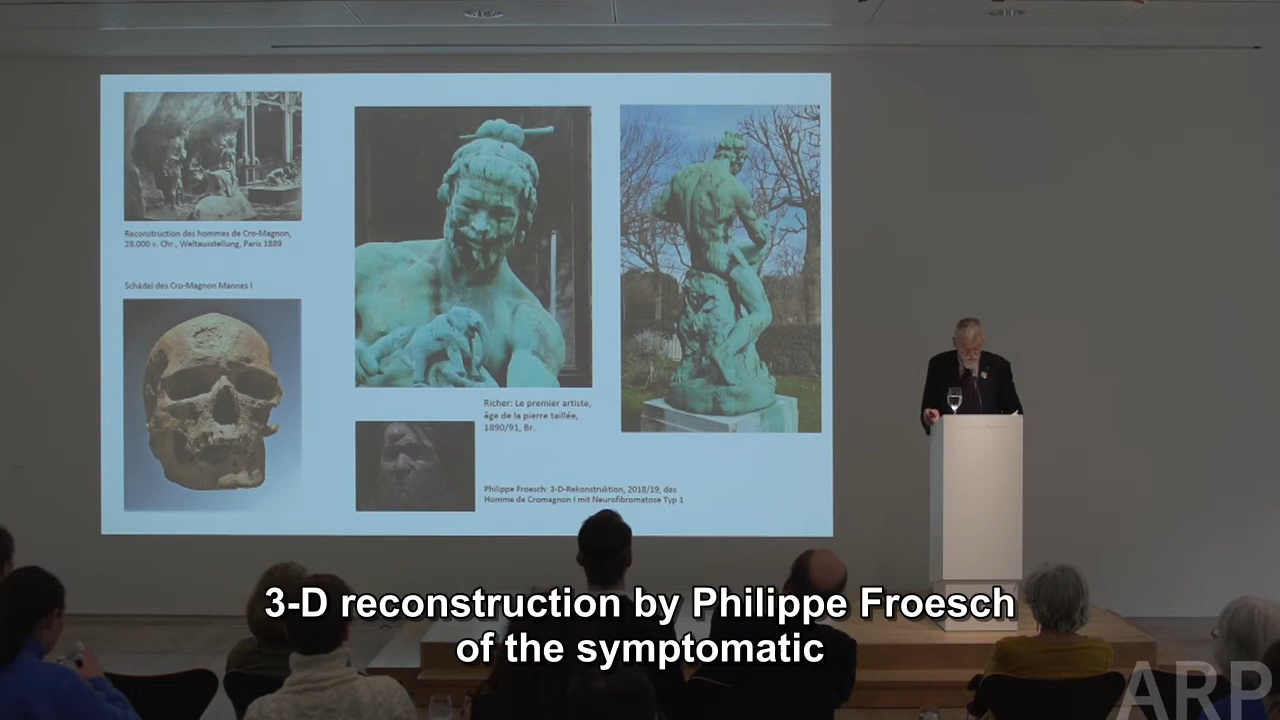 Reconstruction des hommes de Cro-Magnon,
28.000 v. Chr., Weltausstellung, Paris 1889
Schädel des Cro-Magnon Mannes I
Richer: Le premier artiste,
âge de la pierre taillée,
1890/91, Br.
Philippe Froesch: 3-D-Rekonstruktion, 2018/19, des
Homme de Cromagnon I mit Neurofibromatose Typ 1
3-D reconstruction by Philippe Froesch
of the symptomatic
ARP